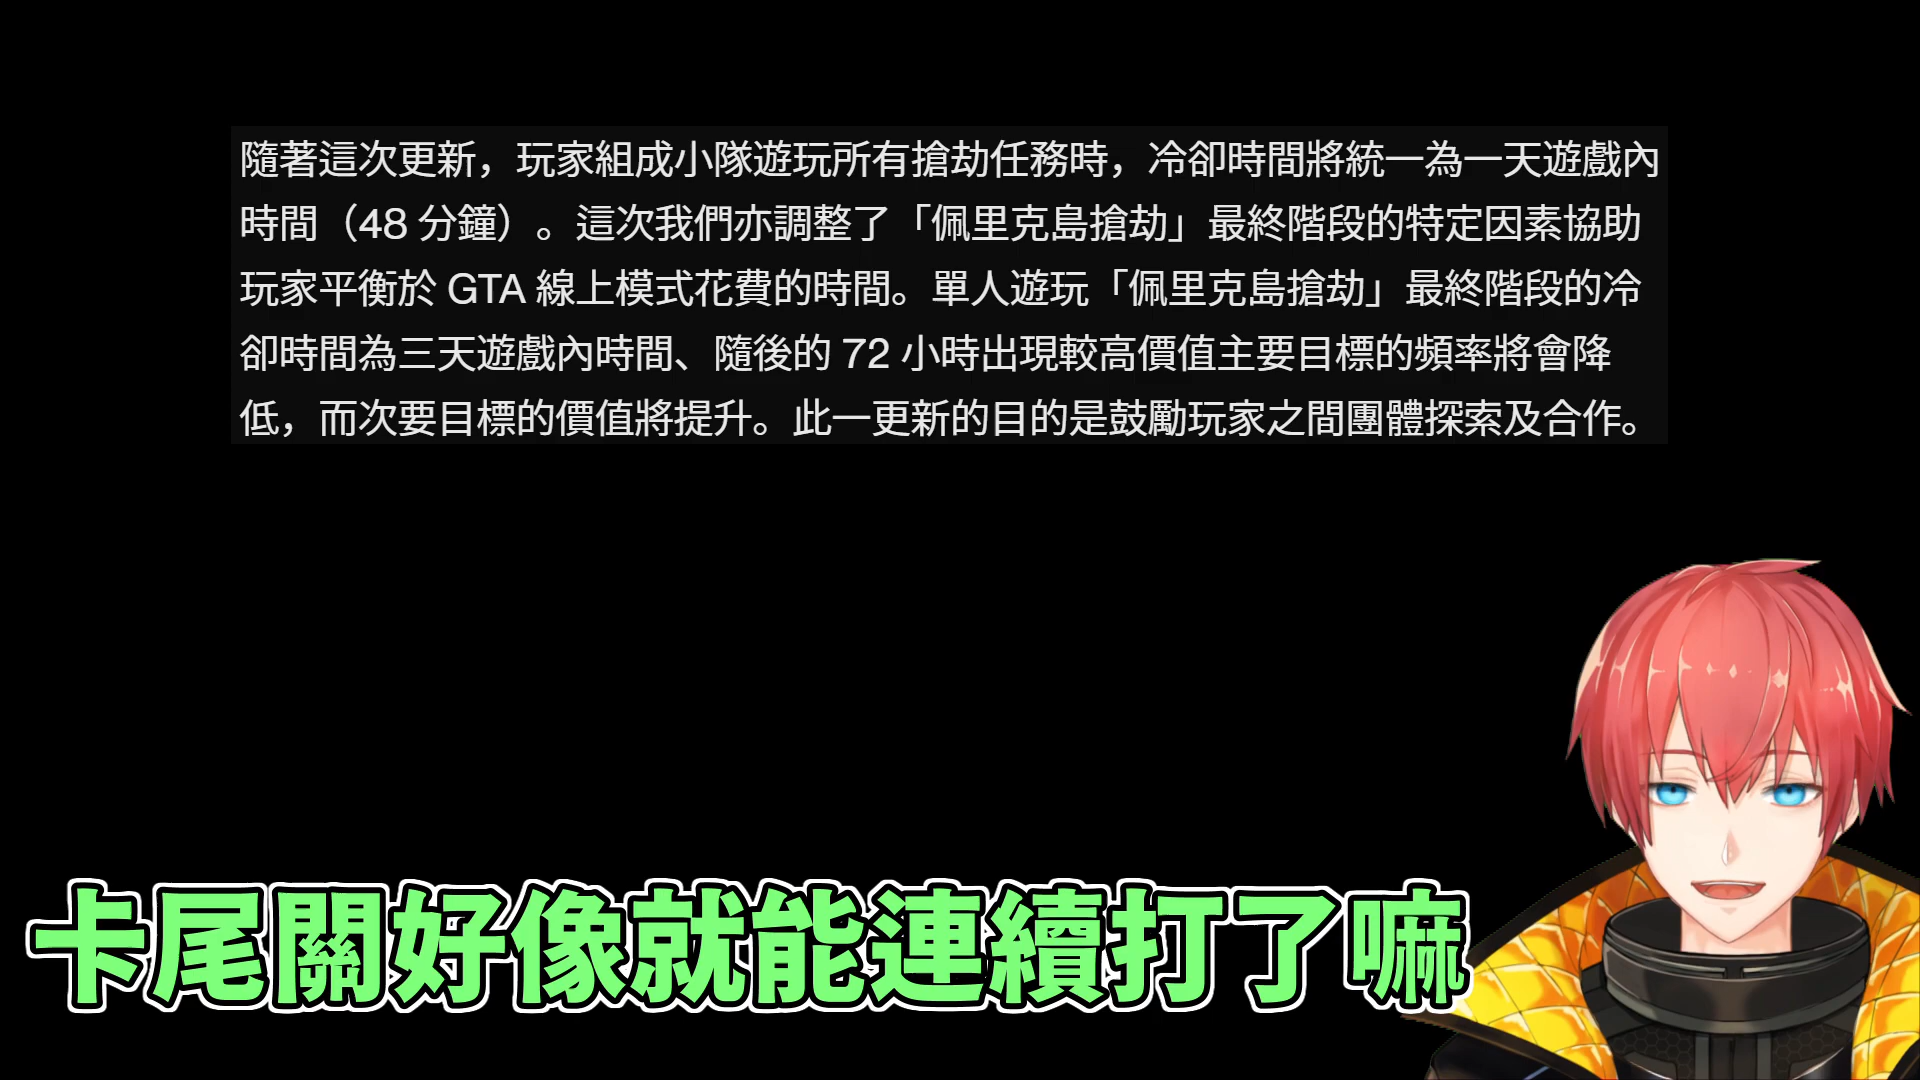 隨著這次更新，玩家組成小隊遊玩所有搶劫任務時，冷卻時間將統一為一天遊戲內
時間（48 分鐘）。這次我們亦調整了「佩里克島搶劫」最終階段的特定因素協助
玩家平衡於 GTA 線上模式花費的時間。單人遊玩「佩里克島搶劫」最終階段的冷
卻時間為三天遊戲內時間、隨後的 72 小時出現較高價值主要目標的頻率將會降
低，而次要目標的價值將提升。此一更新的目的是鼓勵玩家之間團體探索及合作。
卡尾關好像就能連續打了嘛